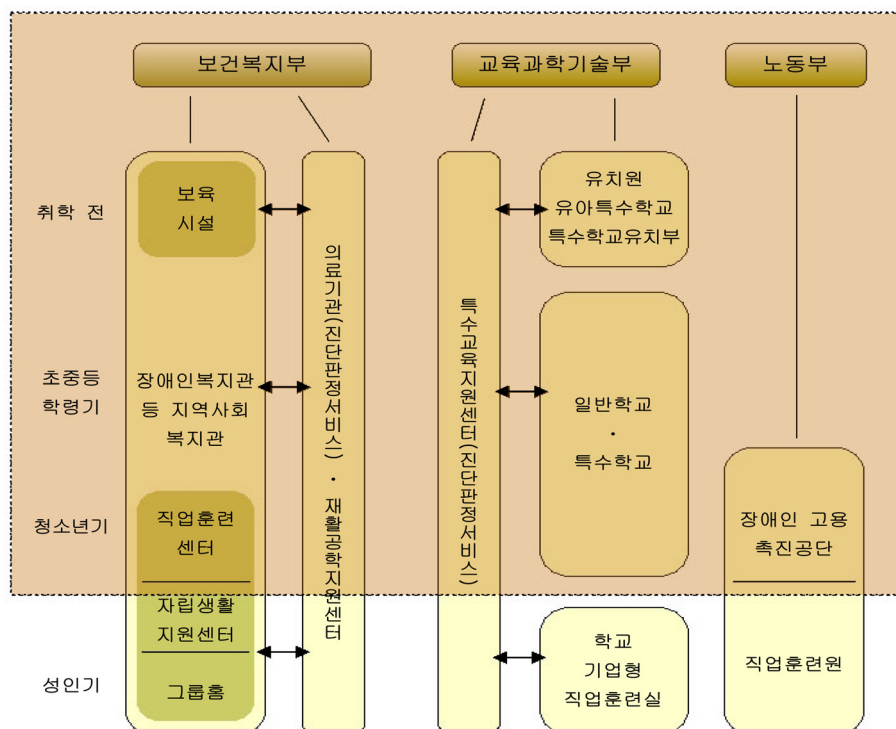 보건복지부
교육과학기술부
노동부
취학 전
보육
시설
유치원
유아특수학교
특수학교유치부
의료기관(진단판정서비스) · 재활공학지원센터
특수교육지원센터(진단판정서비스)
초중등
학령기
장애인복지관
등 지역사회
복지관
일반학교
·
특수학교
청소년기
직업훈련
센터
장애인 고용
촉진공단
자립생활
지원센터
성인기
그룹홈
학교
기업형
직업훈련실
직업훈련원